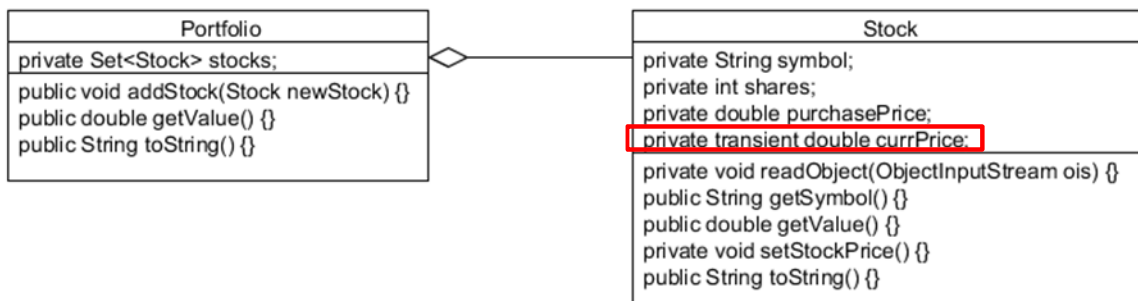 Portfolio
private Set<Stock> stocks;
public void addStock(Stock newStock) {}
public double getValue() {}
public String toString() {}
Stock
private String symbol;
private int shares;
private double purchasePrice;
private transient double currPrice;
private void readObject(ObjectInputStream ois) {}
public String getSymbol() {}
public double getValue() {}
private void setStockPrice() {}
public String toString() {}